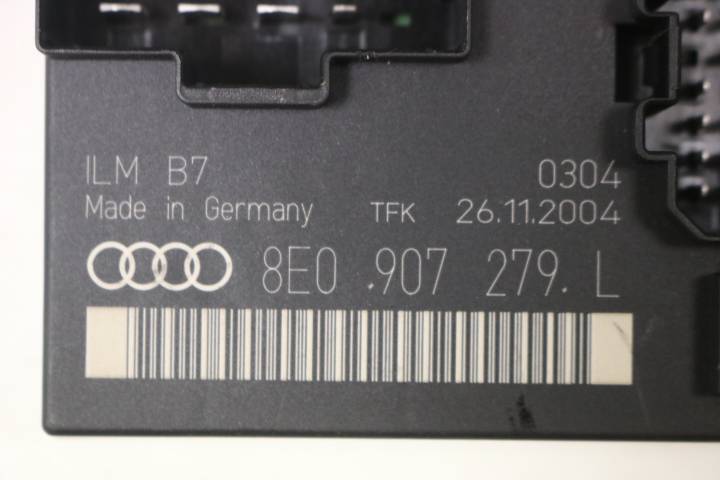 ILM B7 0304
Made in Germany TFK 26.11.2004
8E0 .907 279. L